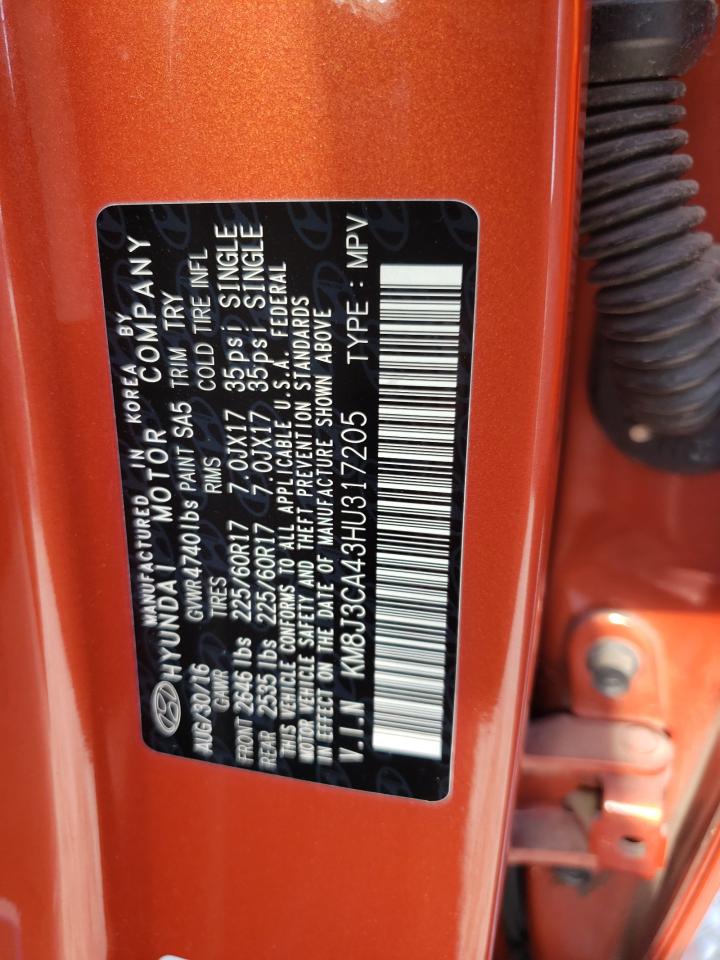 MANUFACTURED IN KOREA BY
HYUNDAI MOTOR COMPANY
AUG/30/16 GVWR 4740lbs PAINT SA5 TRIM TRY
GAWR TIRES RIMS COLD TIRE INFL
FRONT 2646lbs 225/60R17 7.0JX17 35psi SINGLE
REAR 2535lbs 225/60R17 7.0JX17 35psi SINGLE
THIS VEHICLE CONFORMS TO ALL APPLICABLE U.S.A. FEDERAL
MOTOR VEHICLE SAFETY AND THEFT PREVENTION STANDARDS
IN EFFECT ON THE DATE OF MANUFACTURE SHOWN ABOVE
V.I.N KM8J3CA43HU317205 TYPE : MPV